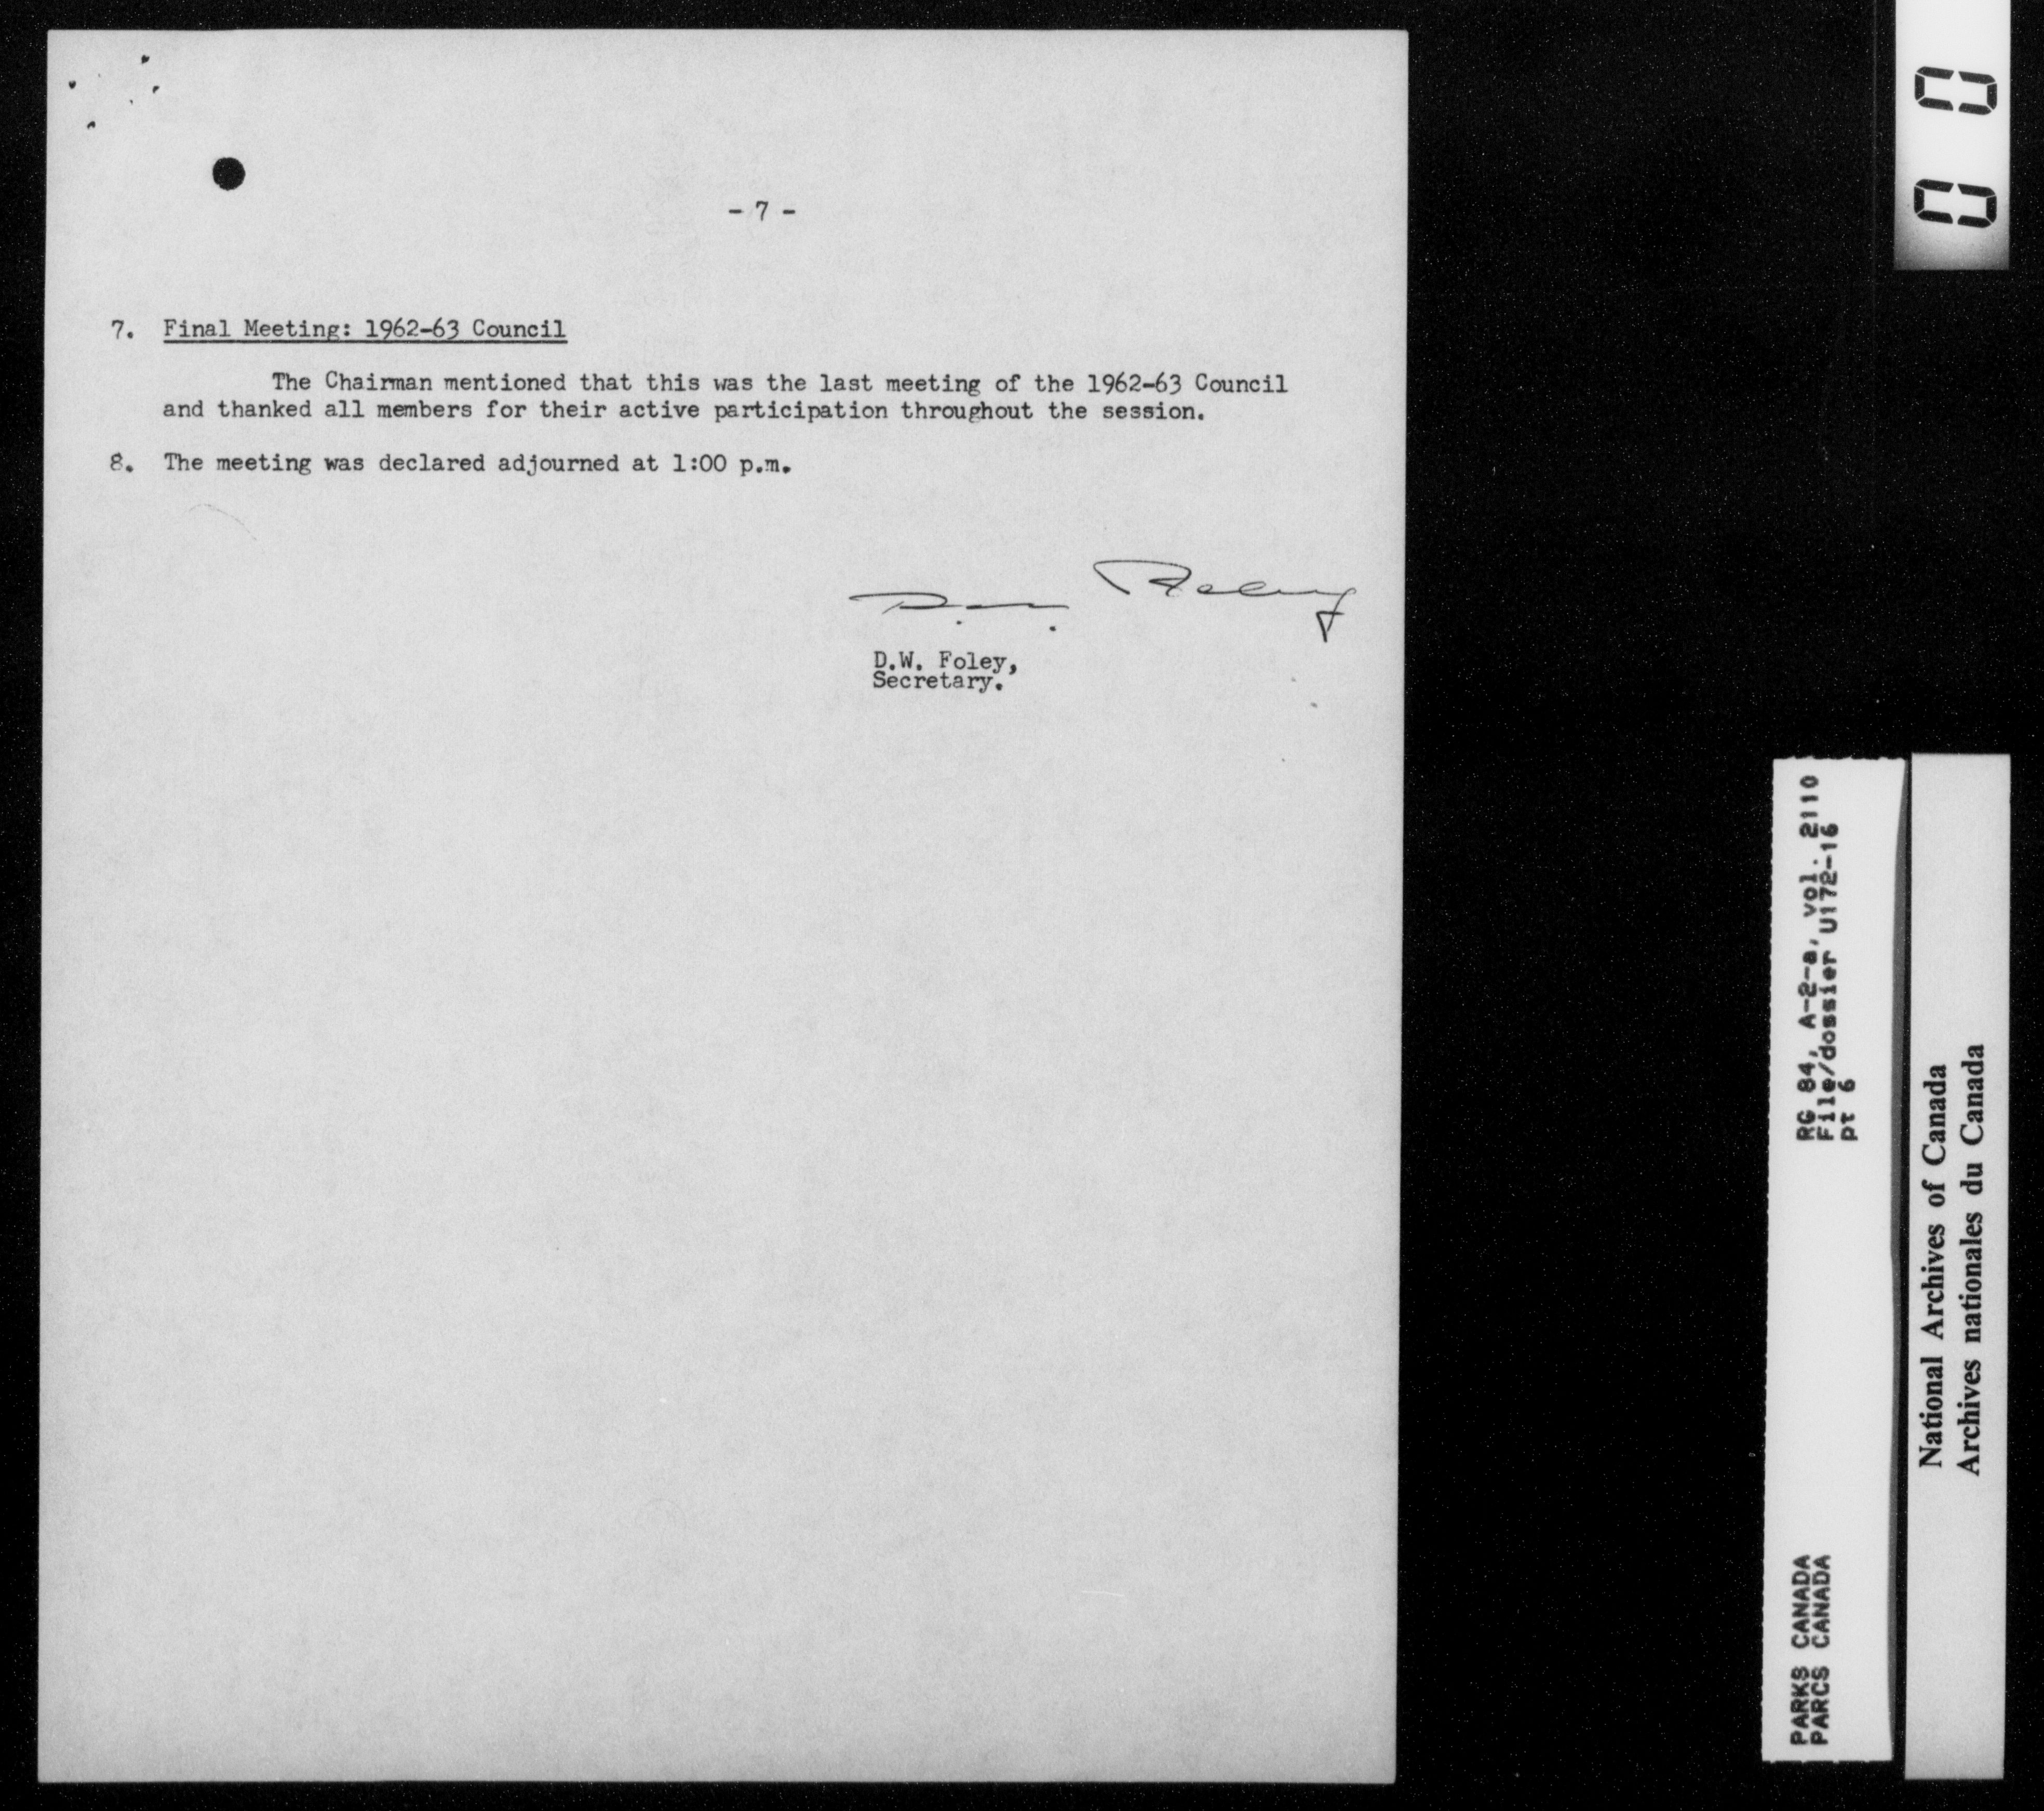 - 7 -
7. Final Meeting: 1962-63 Council
The Chairman mentioned that this was the last meeting of the 1962-63 Council
and thanked all members for their active participation throughout the session.
8. The meeting was declared adjourned at 1:00 p.m.
D.W. Foley
D.W. Foley,
Secretary.
00
RG 84, A-2-a, vol. 2110
File/dossier U172-16
pt 6
PARKS CANADA
PARCS CANADA
National Archives of Canada
Archives nationales du Canada